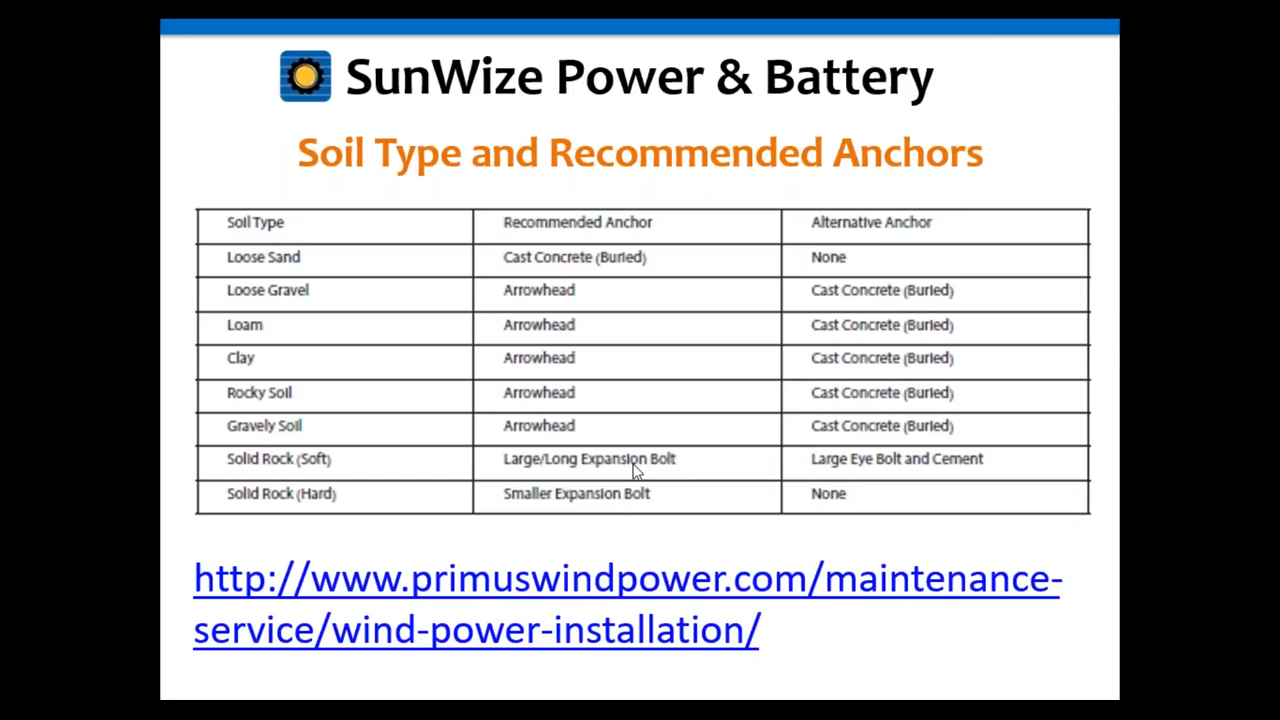 SunWize Power & Battery
Soil Type and Recommended Anchors
Soil Type Recommended Anchor Alternative Anchor
Loose Sand Cast Concrete (Buried) None
Loose Gravel Arrowhead Cast Concrete (Buried)
Loam Arrowhead Cast Concrete (Buried)
Clay Arrowhead Cast Concrete (Buried)
Rocky Soil Arrowhead Cast Concrete (Buried)
Gravely Soil Arrowhead Cast Concrete (Buried)
Solid Rock (Soft) Large/Long Expansion Bolt Large Eye Bolt and Cement
Solid Rock (Hard) Smaller Expansion Bolt None
http://www.primuswindpower.com/maintenance-
service/wind-power-installation/